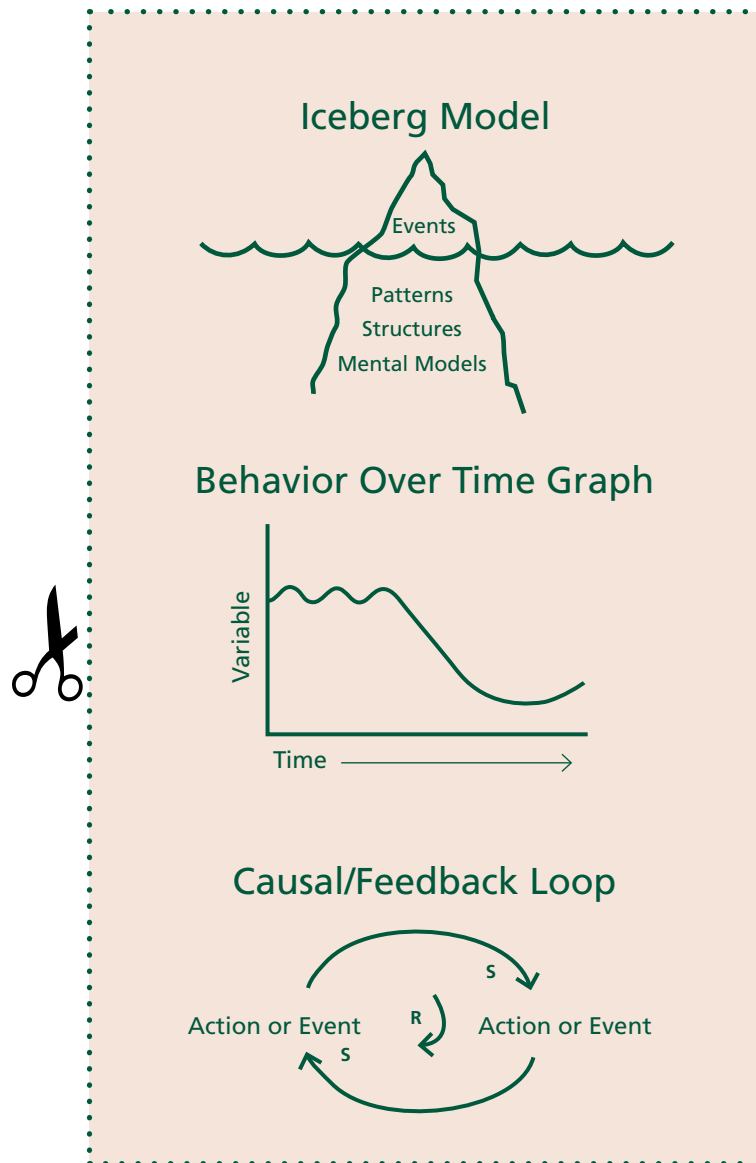 Iceberg Model
Events
Patterns
Structures
Mental Models
Behavior Over Time Graph
Variable
Time
Causal/Feedback Loop
S
Action or Event
R
Action or Event
S